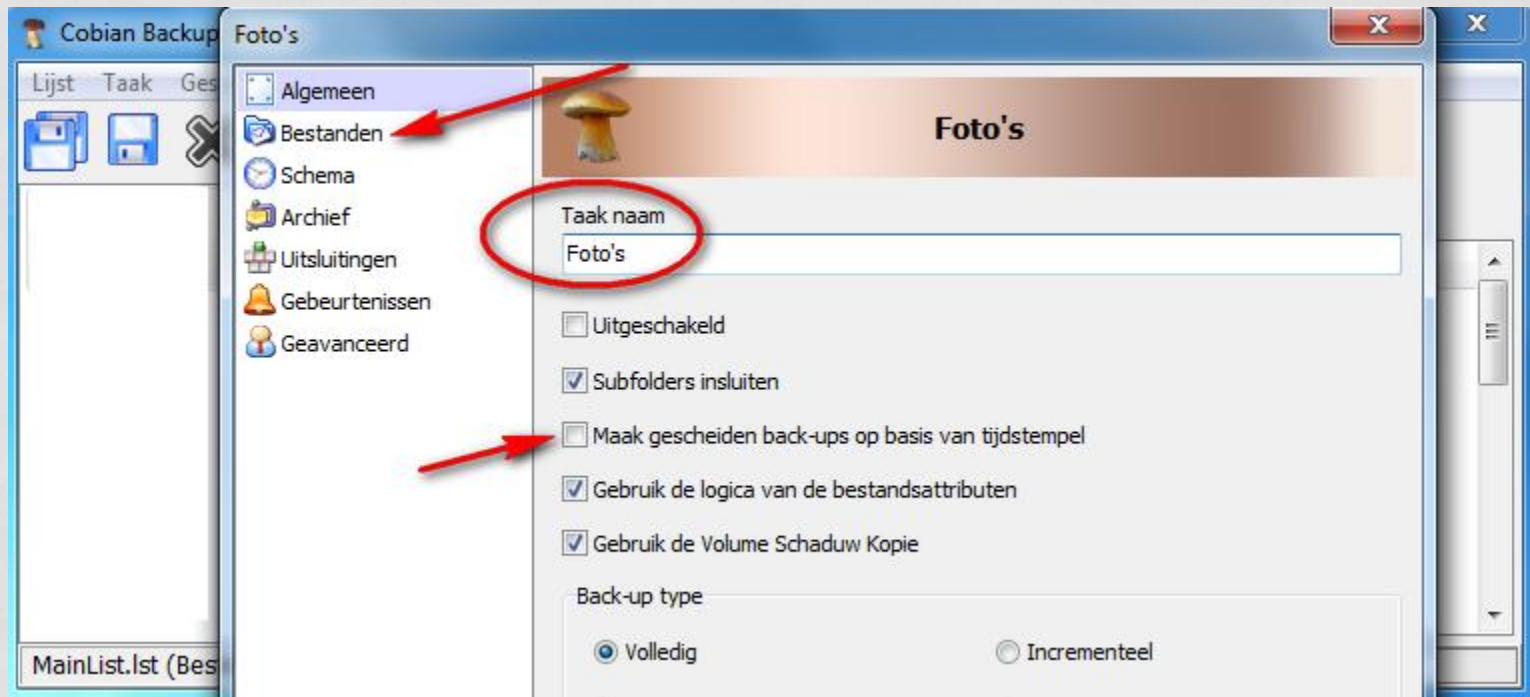 Cobian Backup
Foto's
Lijst Taak Ges
Algemeen
Bestanden
Schema
Archief
Uitsluitingen
Gebeurtenissen
Geavanceerd
Foto's
Taak naam
Foto's
Uitgeschakeld
Subfolders insluiten
Maak gescheiden back-ups op basis van tijdstempel
Gebruik de logica van de bestandsattributen
Gebruik de Volume Schaduw Kopie
Back-up type
Volledig
Incrementeel
MainList.lst (Bes